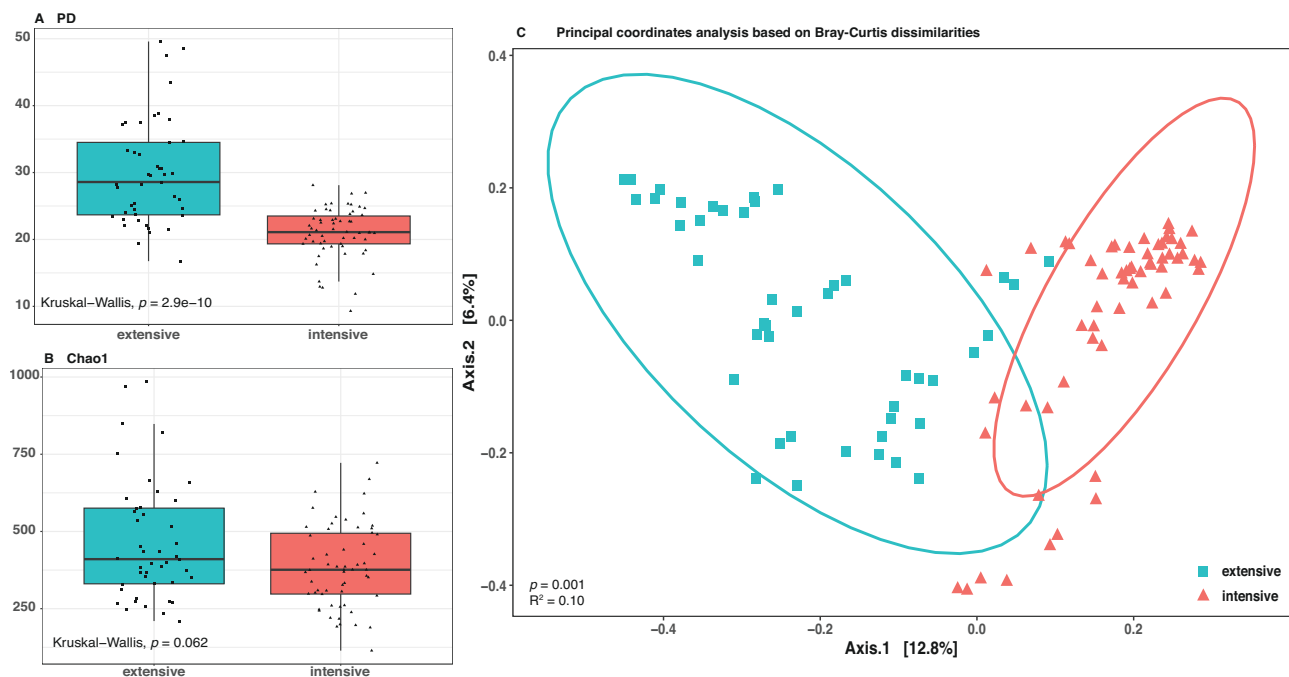 A PD
50
40
30
20
10
Kruskal−Wallis, p = 2.9e−10
extensive intensive
B Chao1
1000
750
500
250
Kruskal−Wallis, p = 0.062
extensive intensive
C Principal coordinates analysis based on Bray-Curtis dissimilarities
0.4
0.2
0.0
−0.2
−0.4
Axis.2 [6.4%]
p = 0.001
R² = 0.10
extensive
intensive
−0.4 −0.2 0.0 0.2
Axis.1 [12.8%]